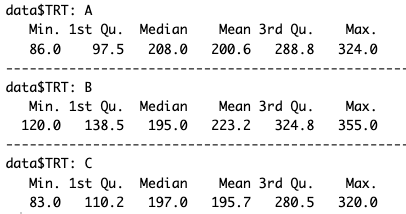 data$TRT: A
Min. 1st Qu. Median Mean 3rd Qu. Max.
86.0 97.5 208.0 200.6 288.8 324.0
------------------------------------------------------
data$TRT: B
Min. 1st Qu. Median Mean 3rd Qu. Max.
120.0 138.5 195.0 223.2 324.8 355.0
------------------------------------------------------
data$TRT: C
Min. 1st Qu. Median Mean 3rd Qu. Max.
83.0 110.2 197.0 195.7 280.5 320.0